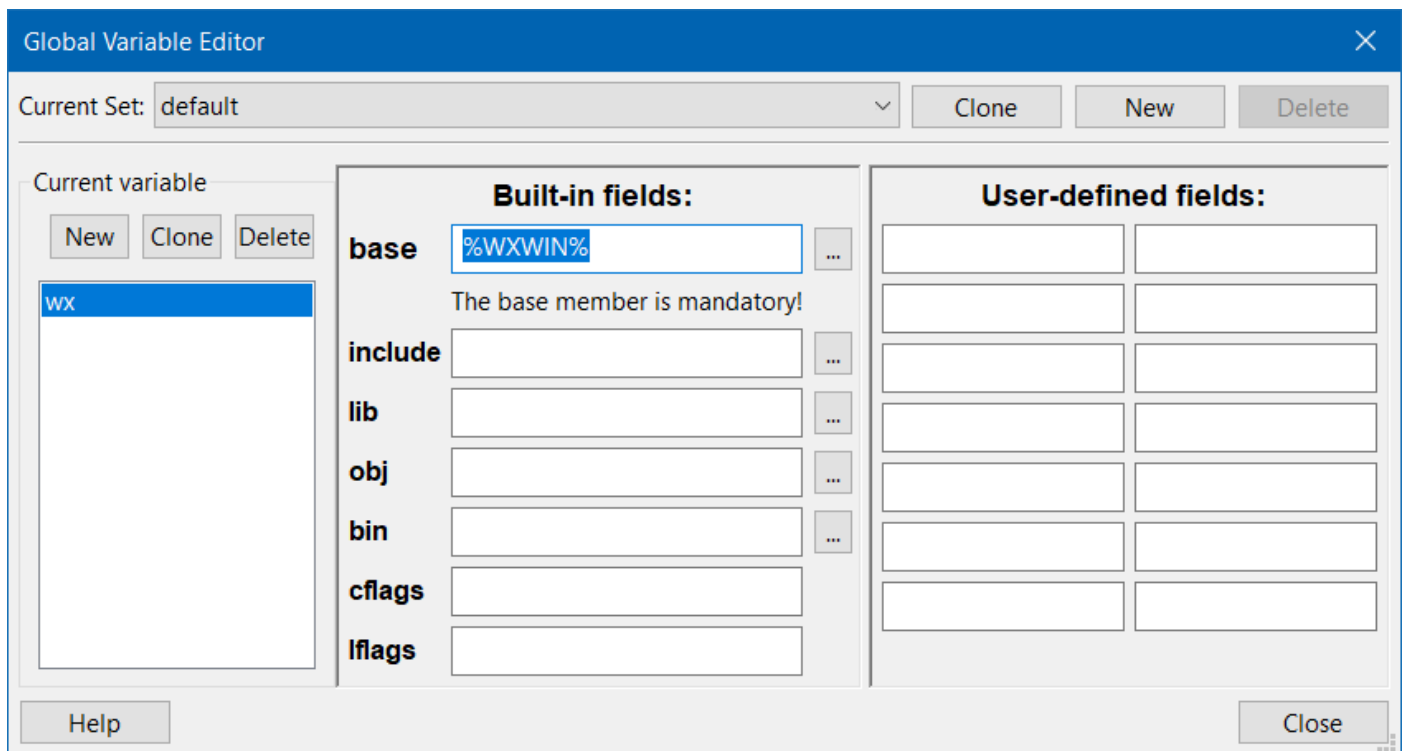 Global Variable Editor
Current Set: default
Clone
New
Delete
Current variable
New
Clone
Delete
wx
Built-in fields:
base %WXWIN% ...
The base member is mandatory!
include ...
lib ...
obj ...
bin ...
cflags
lflags
User-defined fields:
Help
Close